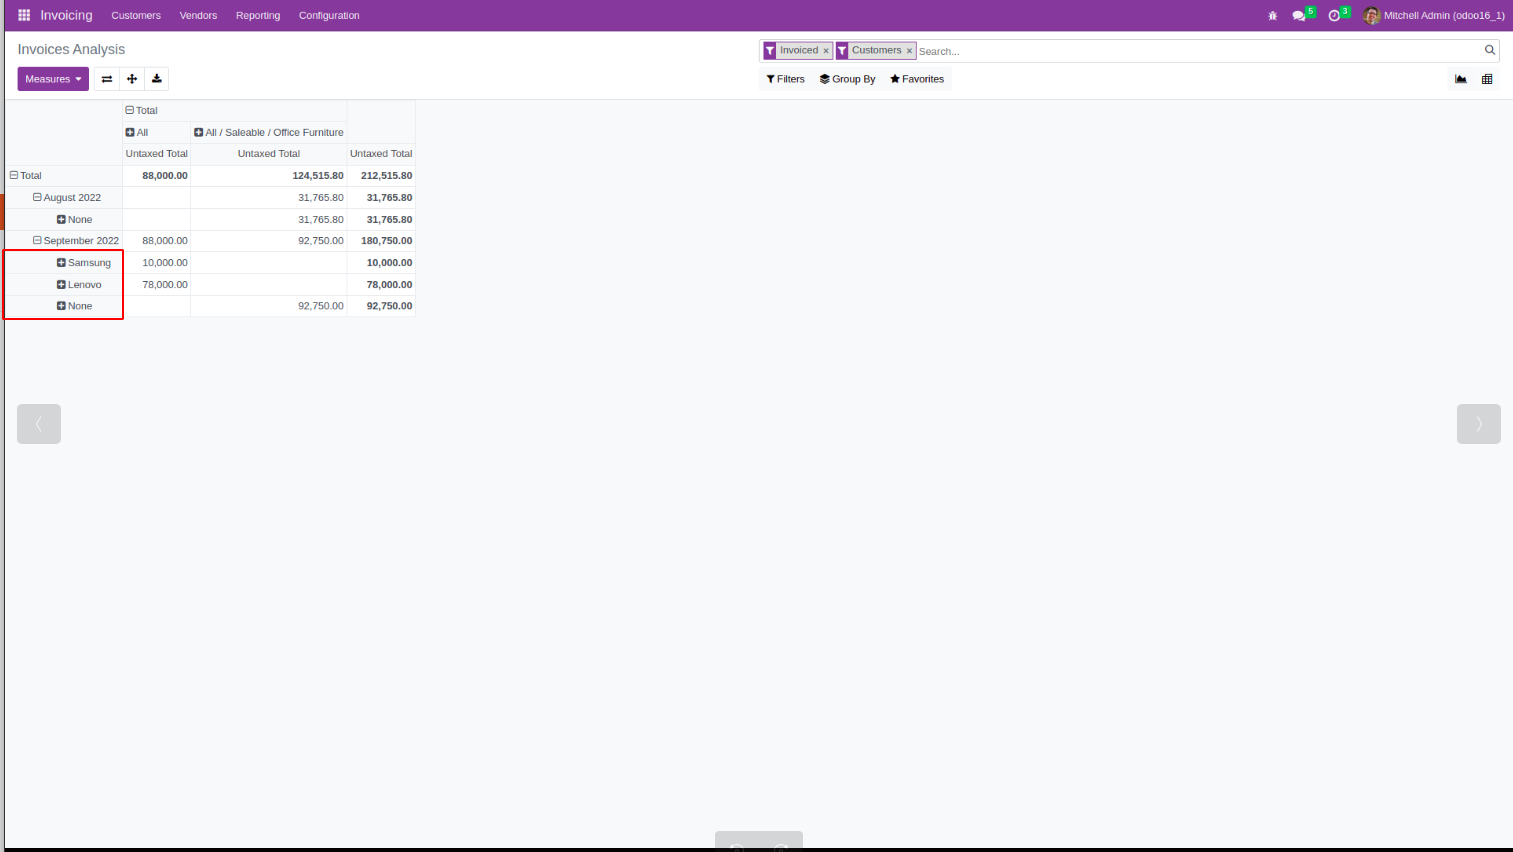 Invoicing Customers Vendors Reporting Configuration 5 3 Mitchell Admin (odoo16_1)
Invoices Analysis Invoiced × Customers × Search...
Measures Filters Group By Favorites
Total
All All / Saleable / Office Furniture
Untaxed Total Untaxed Total Untaxed Total
Total 88,000.00 124,515.80 212,515.80
August 2022 31,765.80 31,765.80
None 31,765.80 31,765.80
September 2022 88,000.00 92,750.00 180,750.00
Samsung 10,000.00 10,000.00
Lenovo 78,000.00 78,000.00
None 92,750.00 92,750.00